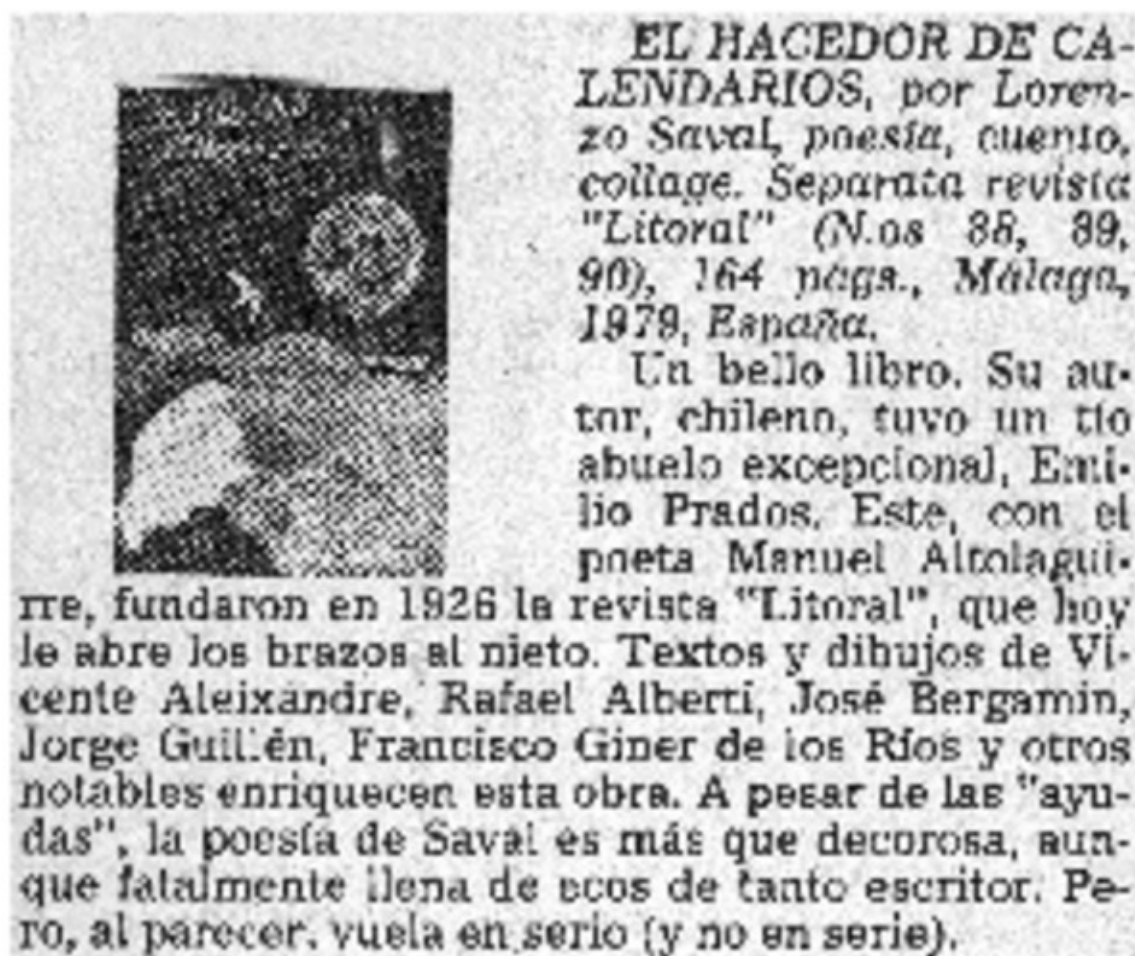 EL HACEDOR DE CA-
LENDARIOS, por Loren-
zo Saval, poesía, cuento,
collage. Separata revista
"Litoral" (N.os 88, 89,
90), 164 págs., Málaga,
1979, España.
Un bello libro. Su au-
tor, chileno, tuvo un tío
abuelo excepcional, Emi-
lio Prados. Este, con el
poeta Manuel Altolagui-
rre, fundaron en 1926 la revista "Litoral", que hoy
le abre los brazos al nieto. Textos y dibujos de Vi-
cente Aleixandre, Rafael Alberti, José Bergamín,
Jorge Guillén, Francisco Giner de los Ríos y otros
notables enriquecen esta obra. A pesar de las "ayu-
das", la poesía de Saval es más que decorosa, aun-
que fatalmente llena de ecos de tanto escritor. Pe-
ro, al parecer, vuela en serio (y no en serie).